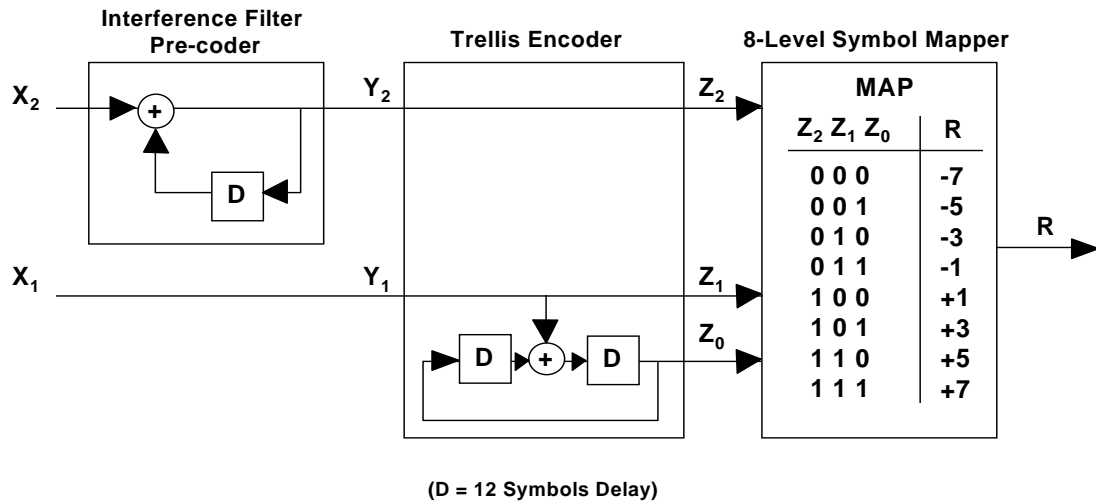 Interference Filter
Pre-coder
Trellis Encoder
8-Level Symbol Mapper
X2
Y2
Z2
+
D
MAP
Z2 Z1 Z0 R
0 0 0 -7
0 0 1 -5
0 1 0 -3
0 1 1 -1
1 0 0 +1
1 0 1 +3
1 1 0 +5
1 1 1 +7
R
X1
Y1
Z1
Z0
D + D
(D = 12 Symbols Delay)